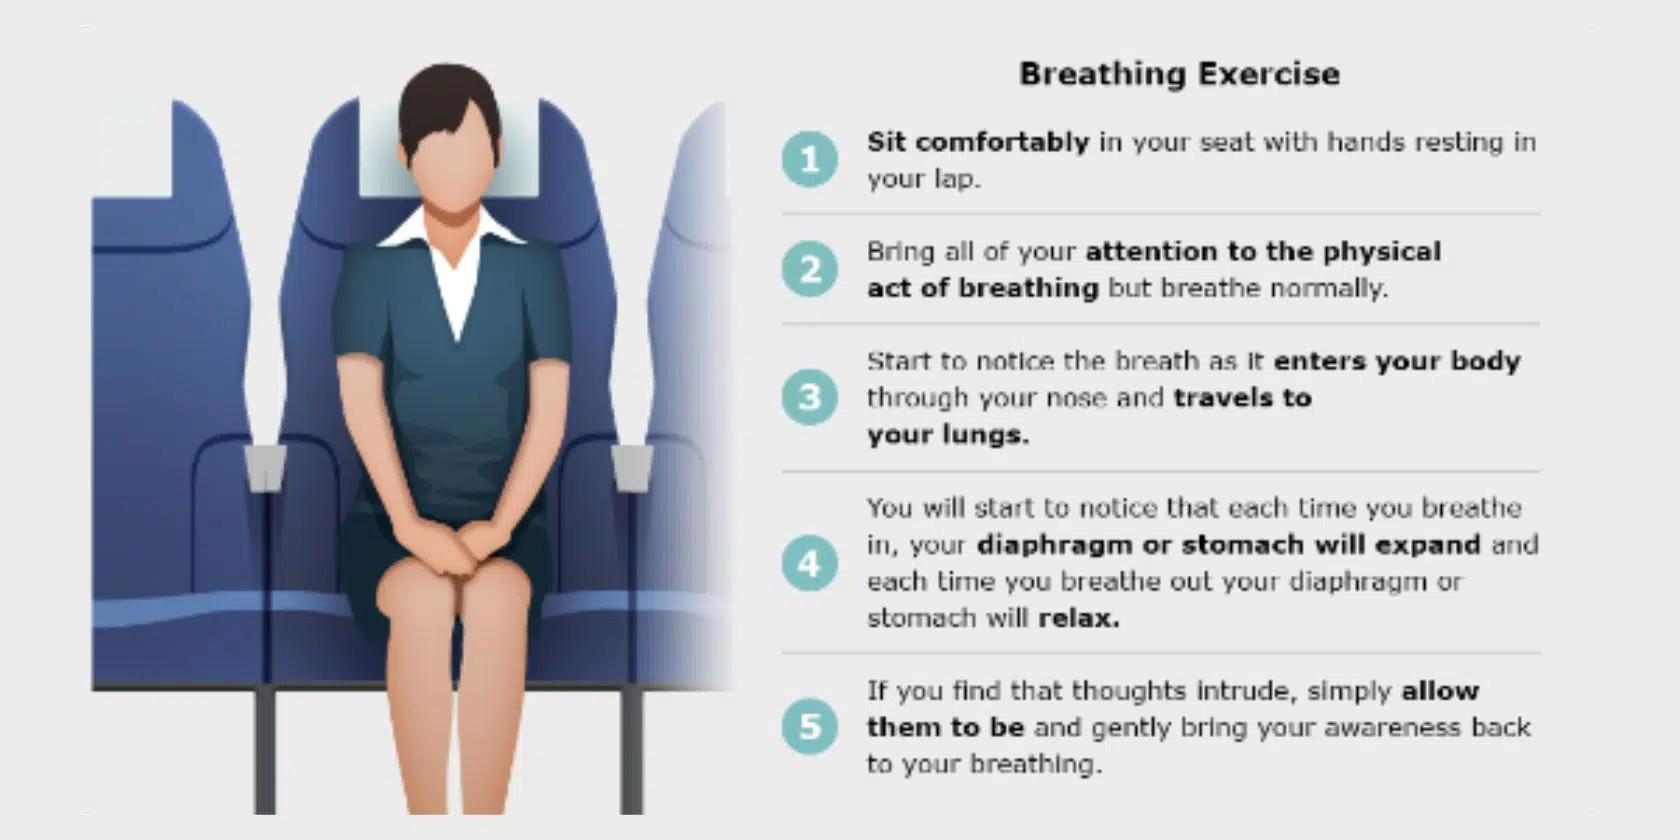 Breathing Exercise
1
Sit comfortably in your seat with hands resting in
your lap.
2
Bring all of your attention to the physical
act of breathing but breathe normally.
3
Start to notice the breath as it enters your body
through your nose and travels to
your lungs.
4
You will start to notice that each time you breathe
in, your diaphragm or stomach will expand and
each time you breathe out your diaphragm or
stomach will relax.
5
If you find that thoughts intrude, simply allow
them to be and gently bring your awareness back
to your breathing.